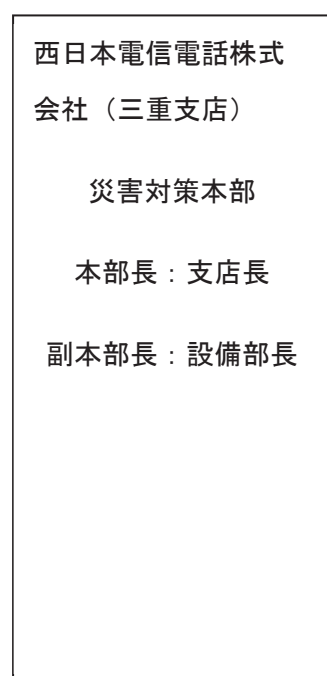 西日本電信電話株式
会社（三重支店）
災害対策本部
本部長：支店長
副本部長：設備部長